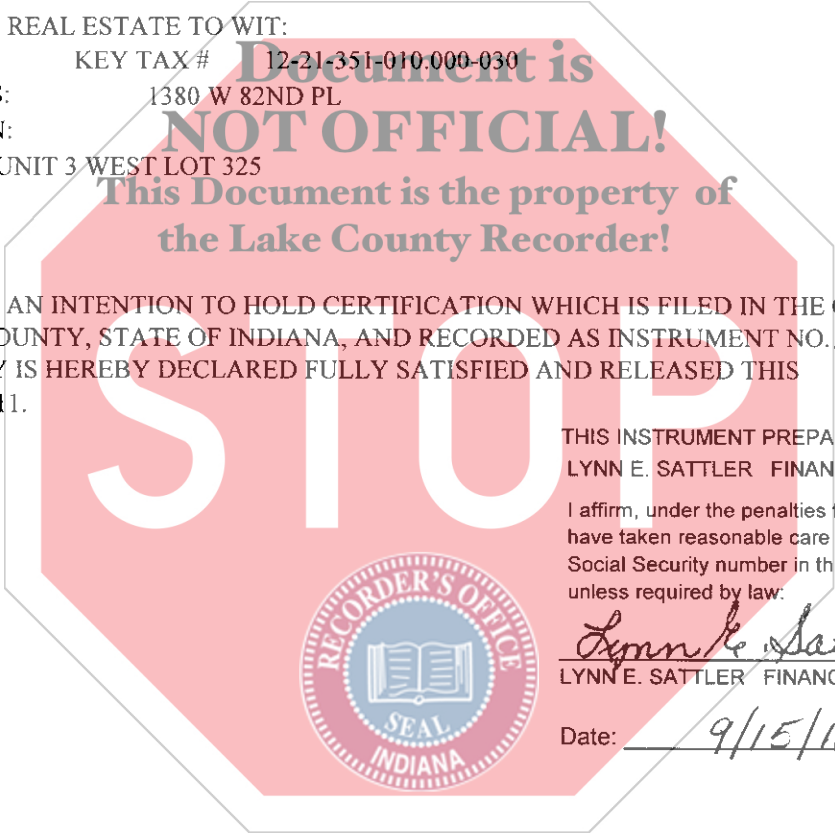 REAL ESTATE TO WIT:
KEY TAX # 12-21-351-010.000-030
Document is
S:
1380 W 82ND PL
N:
NOT OFFICIAL!
UNIT 3 WEST LOT 325
This Document is the property of
the Lake County Recorder!
AN INTENTION TO HOLD CERTIFICATION WHICH IS FILED IN THE
OUNTY, STATE OF INDIANA, AND RECORDED AS INSTRUMENT NO.
Y IS HEREBY DECLARED FULLY SATISFIED AND RELEASED THIS
11.
STOP
THIS INSTRUMENT PREPA
LYNN E. SATTLER FINAN
I affirm, under the penalties f
have taken reasonable care
Social Security number in th
unless required by law:
Lynn E. Sa
LYNN E. SATTLER FINANC
Date: 9/15/1
RECORDER'S OFFICE
SEAL
INDIANA